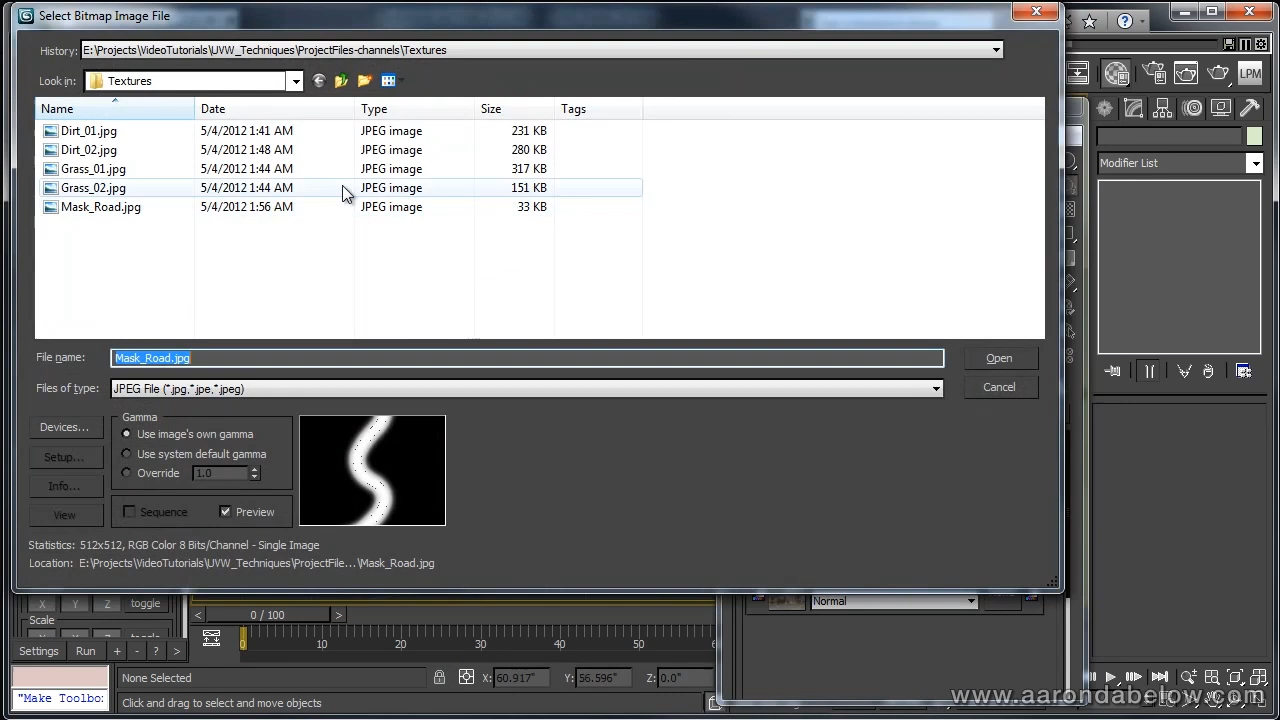 Select Bitmap Image File
History: E:\Projects\VideoTutorials\UVW_Techniques\ProjectFiles-channels\Textures
Look in: Textures
Name Date Type Size Tags
Dirt_01.jpg 5/4/2012 1:41 AM JPEG image 231 KB
Dirt_02.jpg 5/4/2012 1:48 AM JPEG image 280 KB
Grass_01.jpg 5/4/2012 1:44 AM JPEG image 317 KB
Grass_02.jpg 5/4/2012 1:44 AM JPEG image 151 KB
Mask_Road.jpg 5/4/2012 1:56 AM JPEG image 33 KB
File name: Mask_Road.jpg Open
Files of type: JPEG File (*.jpg,*.jpe,*.jpeg) Cancel
Devices...
Setup...
Info...
View
Gamma
Use image's own gamma
Use system default gamma
Override 1.0
Sequence Preview
Statistics: 512x512, RGB Color 8 Bits/Channel - Single Image
Location: E:\Projects\VideoTutorials\UVW_Techniques\ProjectFile...\Mask_Road.jpg
LPM
Modifier List
X Y Z toggle
Scale
Settings Run + - ? >
< 0 / 100 >
0 10 20 30 40 50
Normal
None Selected X: 60.917" Y: 56.596" Z: 0.0"
"Make Toolbo: Click and drag to select and move objects
www.aarondabelow.com